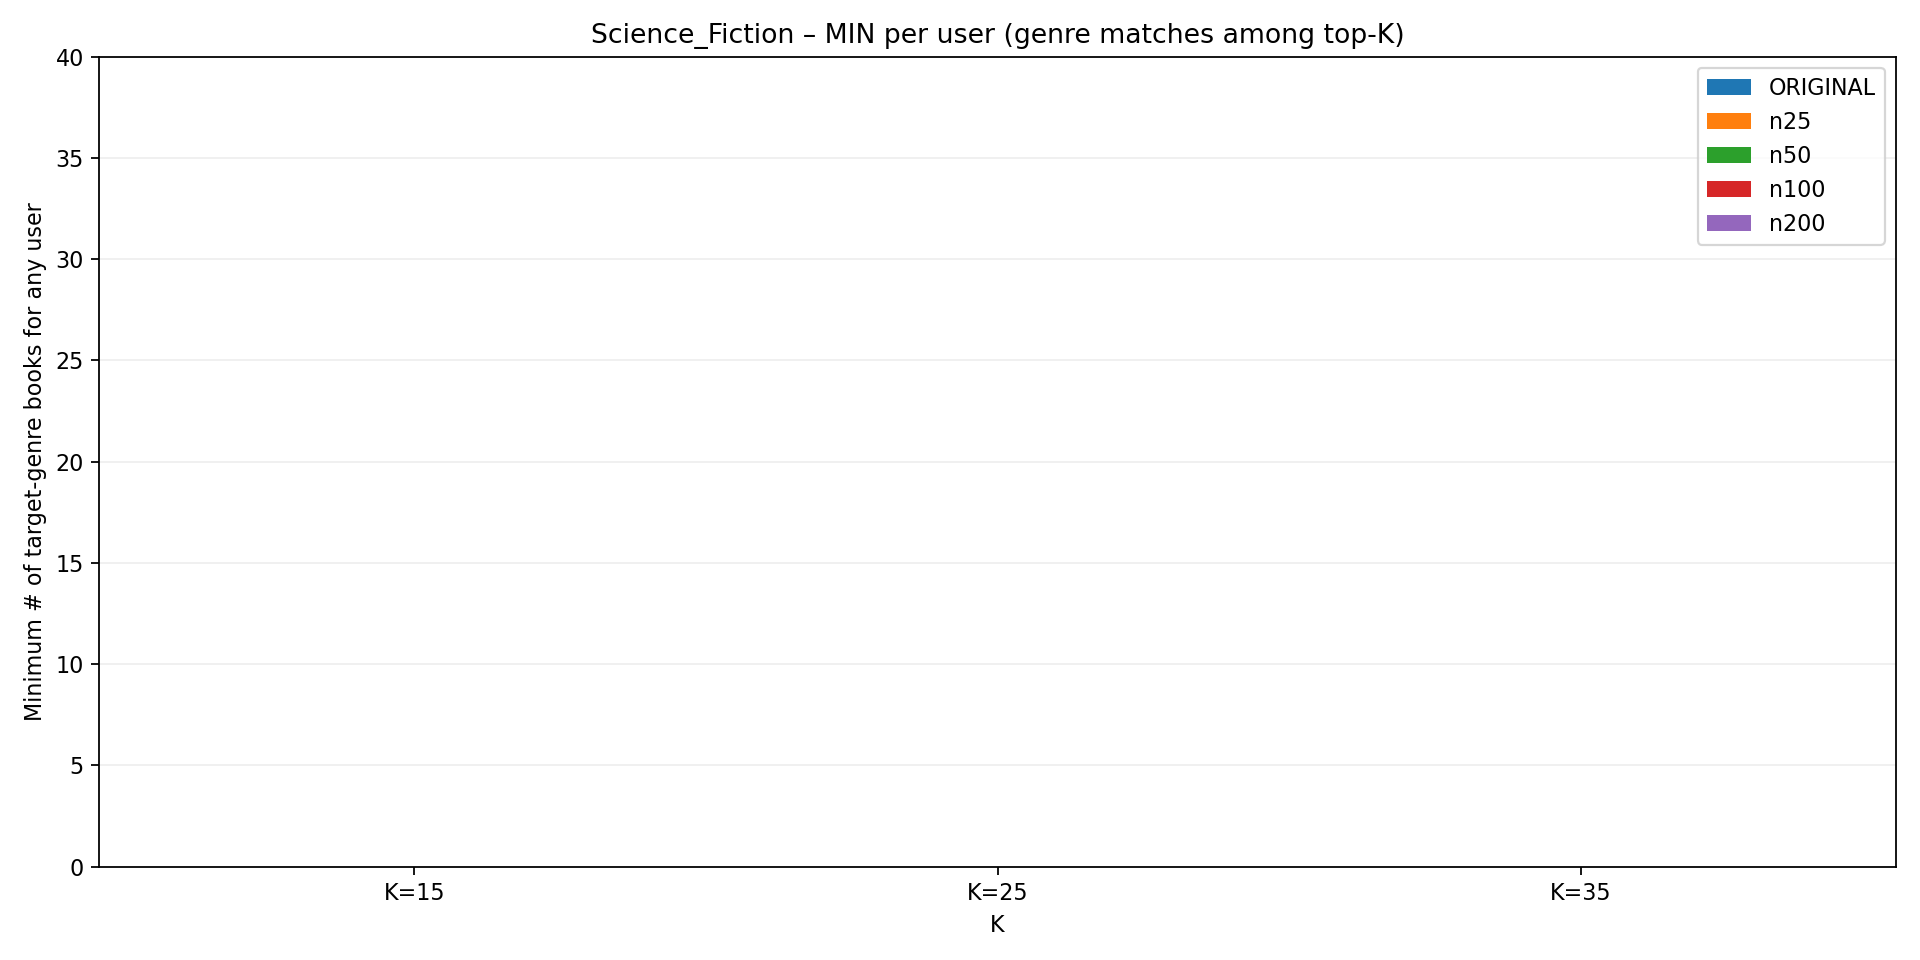 Science_Fiction – MIN per user (genre matches among top-K)
40
35
30
25
20
15
10
5
0
Minimum # of target-genre books for any user
ORIGINAL
n25
n50
n100
n200
K=15
K=25
K=35
K